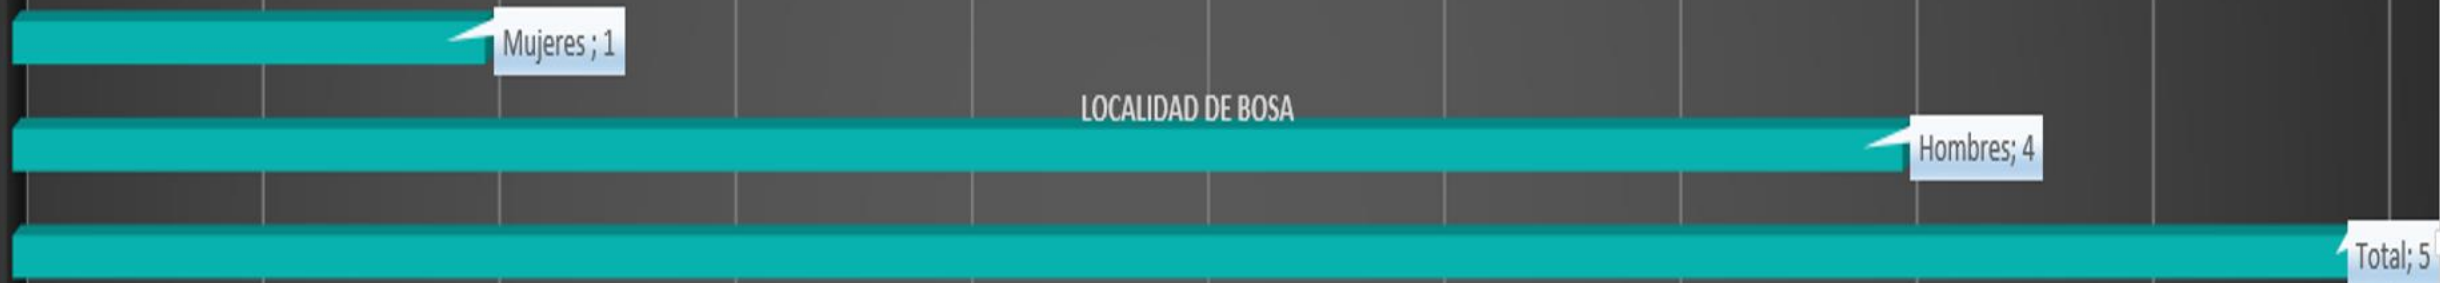 Mujeres ; 1
LOCALIDAD DE BOSA
Hombres; 4
Total; 5